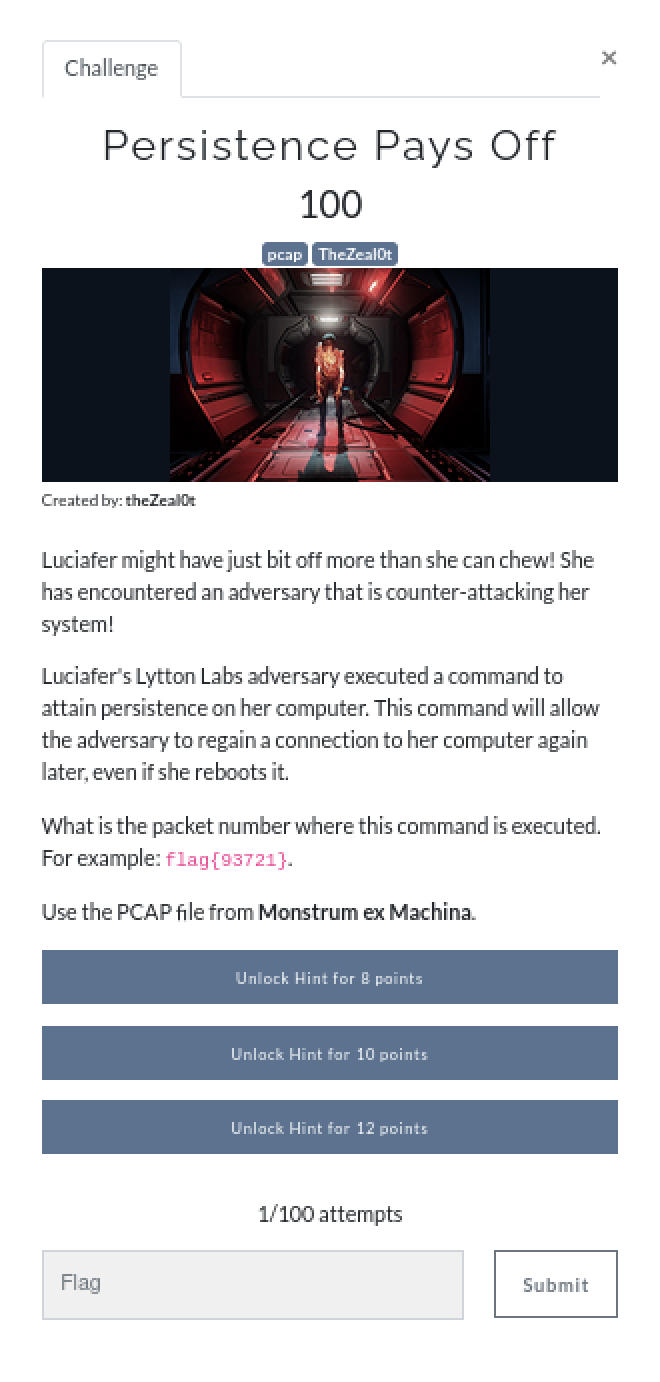 Challenge
×
Persistence Pays Off
100
pcap TheZeal0t
Created by: theZeal0t
Luciafer might have just bit off more than she can chew! She
has encountered an adversary that is counter-attacking her
system!
Luciafer's Lytton Labs adversary executed a command to
attain persistence on her computer. This command will allow
the adversary to regain a connection to her computer again
later, even if she reboots it.
What is the packet number where this command is executed.
For example: flag{93721}.
Use the PCAP file from Monstrum ex Machina.
Unlock Hint for 8 points
Unlock Hint for 10 points
Unlock Hint for 12 points
1/100 attempts
Flag
Submit